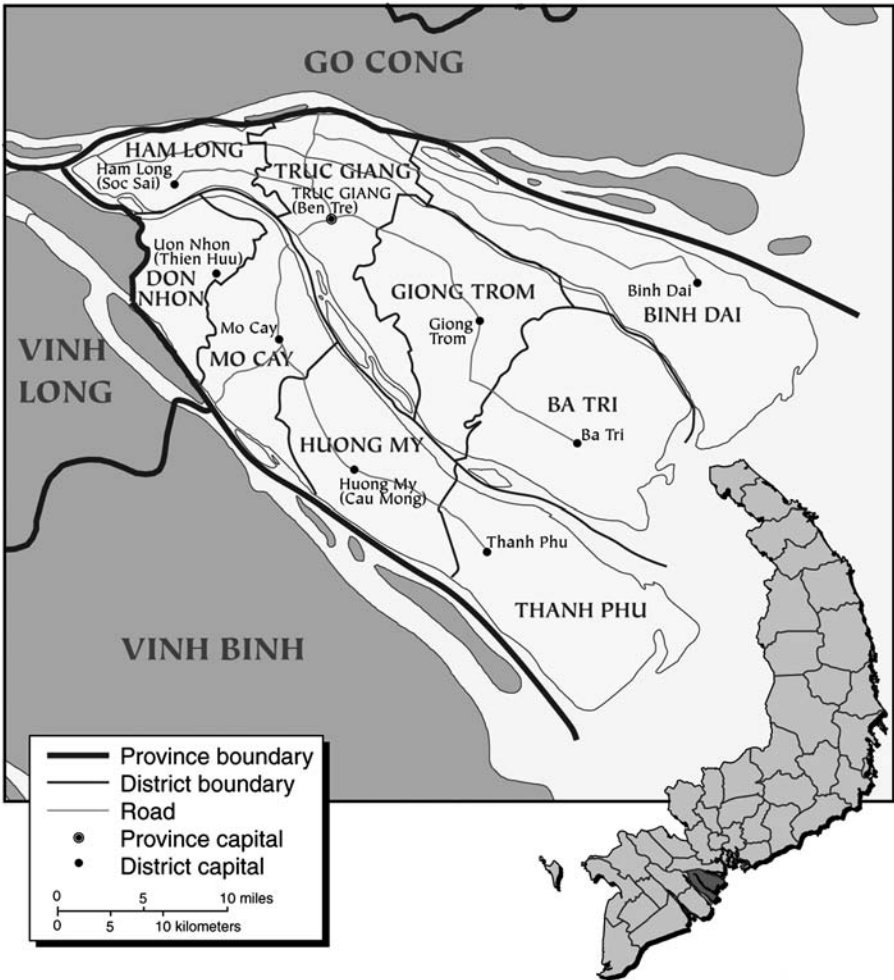 GO CONG
HAM LONG
Ham Long
(Soc Sai)
TRUC GIANG
TRUC GIANG
(Ben Tre)
Uon Nhon
(Thien Huu)
DON
NHON
GIONG TROM
Giong
Trom
Binh Dai
BINH DAI
VINH
LONG
Mo Cay
MO CAY
BA TRI
Ba Tri
HUONG MY
Huong My
(Cau Mong)
Thanh Phu
THANH PHU
VINH BINH
Province boundary
District boundary
Road
Province capital
District capital
0 5 10 miles
0 5 10 kilometers